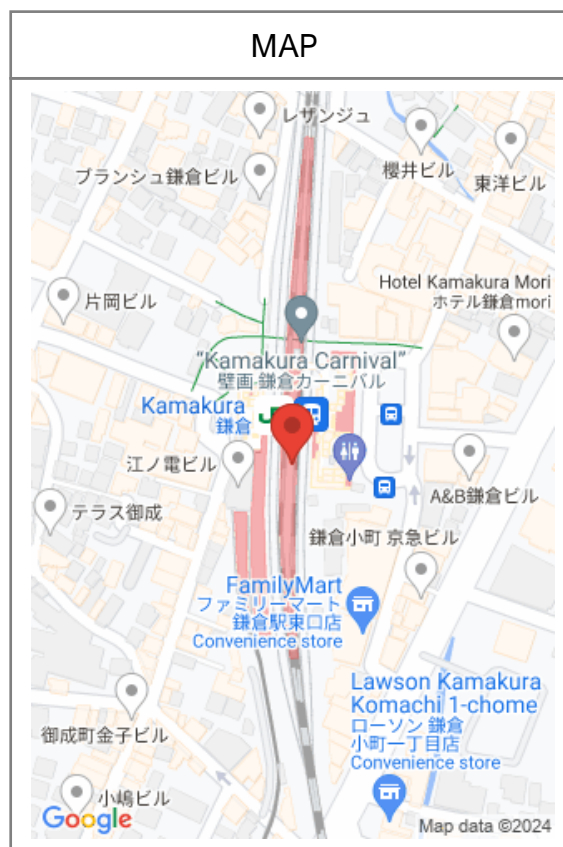 MAP
レザンジュ
ブランシュ鎌倉ビル
櫻井ビル
東洋ビル
片岡ビル
Hotel Kamakura Mori
ホテル鎌倉mori
"Kamakura Carnival"
壁画 鎌倉カーニバル
Kamakura
鎌倉
江ノ電ビル
A&B鎌倉ビル
テラス御成
鎌倉小町 京急ビル
FamilyMart
ファミリーマート
鎌倉駅東口店
Convenience store
Lawson Kamakura
Komachi 1-chome
ローソン 鎌倉
小町一丁目店
Convenience store
御成町金子ビル
小嶋ビル
Google
Map data ©2024